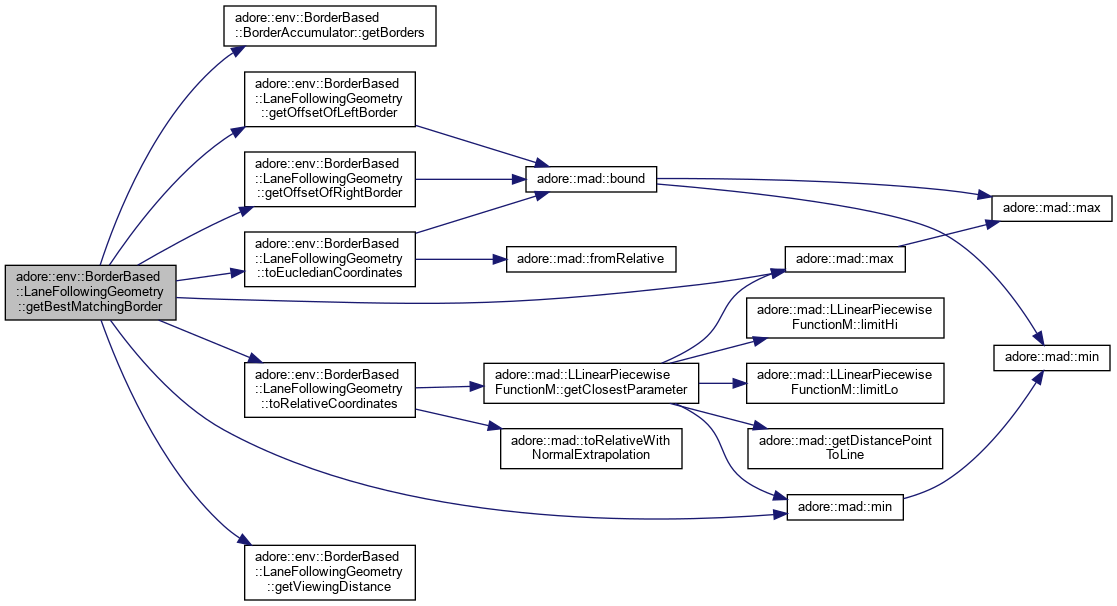 adore::env::BorderBased
::BorderAccumulator::getBorders
adore::env::BorderBased
::LaneFollowingGeometry
::getOffsetOfLeftBorder
adore::env::BorderBased
::LaneFollowingGeometry
::getOffsetOfRightBorder
adore::env::BorderBased
::LaneFollowingGeometry
::toEucledianCoordinates
adore::env::BorderBased
::LaneFollowingGeometry
::getBestMatchingBorder
adore::env::BorderBased
::LaneFollowingGeometry
::toRelativeCoordinates
adore::env::BorderBased
::LaneFollowingGeometry
::getViewingDistance
adore::mad::bound
adore::mad::fromRelative
adore::mad::LLinearPiecewise
FunctionM::getClosestParameter
adore::mad::toRelativeWith
NormalExtrapolation
adore::mad::max
adore::mad::LLinearPiecewise
FunctionM::limitHi
adore::mad::LLinearPiecewise
FunctionM::limitLo
adore::mad::getDistancePoint
ToLine
adore::mad::min
adore::mad::max
adore::mad::min